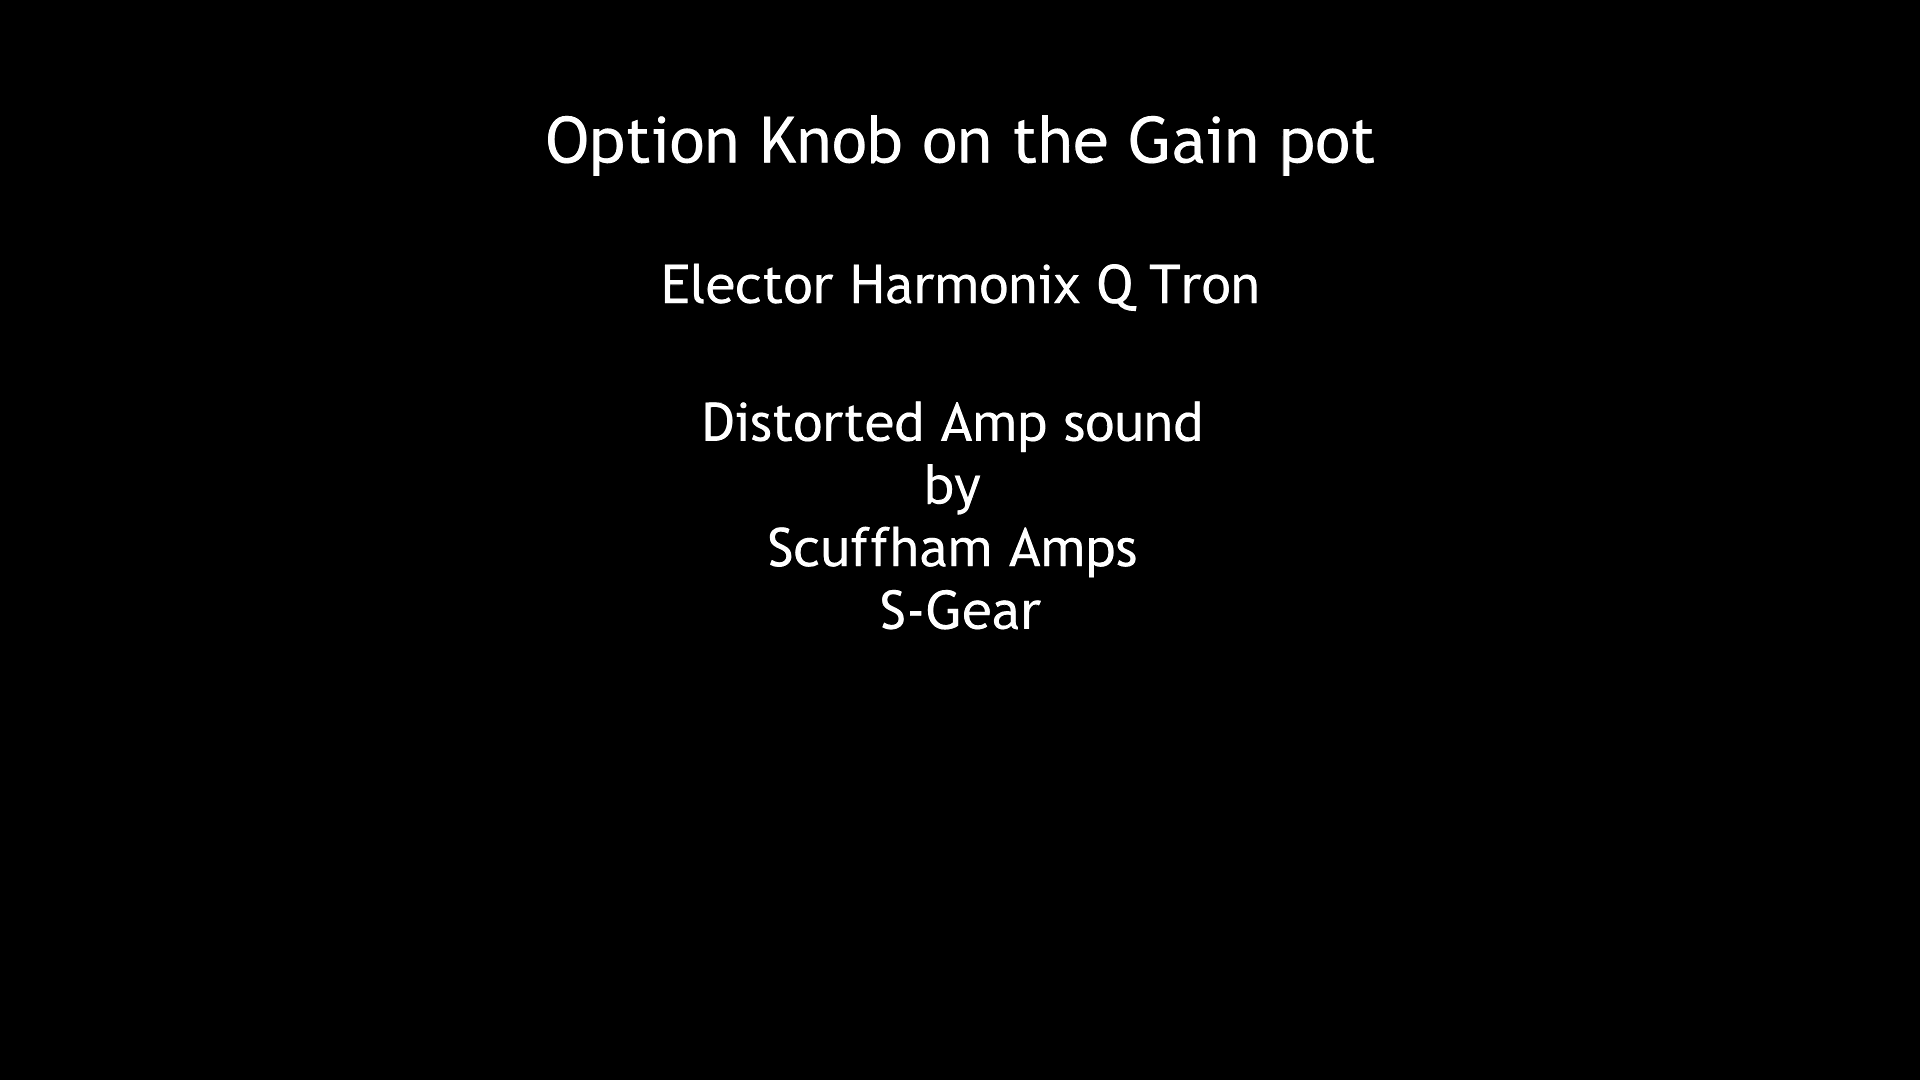 Option Knob on the Gain pot
Elector Harmonix Q Tron
Distorted Amp sound
by
Scuffham Amps
S-Gear